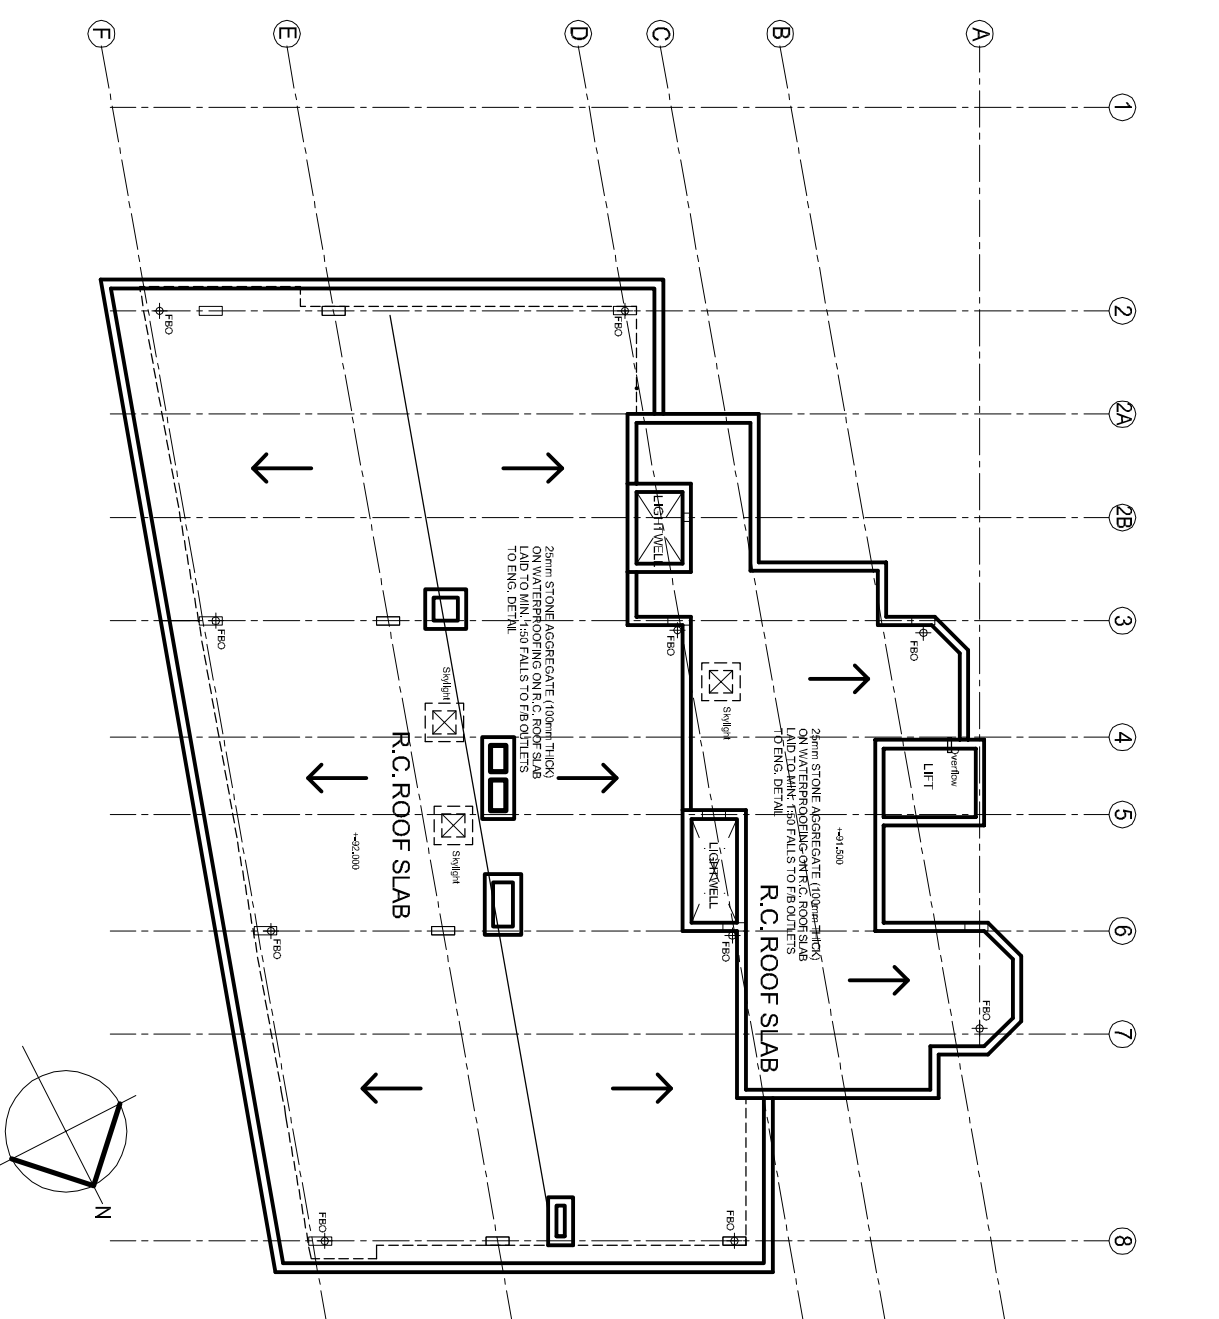 F
E
D
C
B
A
1
2
2A
2B
3
4
5
6
7
8
FBO
FBO
LIGHTWELL
25mm STONE AGGREGATE (100mm THICK)
ON WATERPROOFING ON R.C. ROOF SLAB
LAID TO MIN. 1:50 FALLS TO F/B OUTLETS
TO ENG. DETAIL
FBO
FBO
FBO
Skylight
Skylight
Skylight
R.C. ROOF SLAB
+-92.000
25mm STONE AGGREGATE (100mm THICK)
ON WATERPROOFING ON R.C. ROOF SLAB
LAID TO MIN. 1:50 FALLS TO F/B OUTLETS
TO ENG. DETAIL
Overflow
LIFT
+-91.500
LIGHTWELL
R.C. ROOF SLAB
FBO
FBO
FBO
FBO
FBO
N